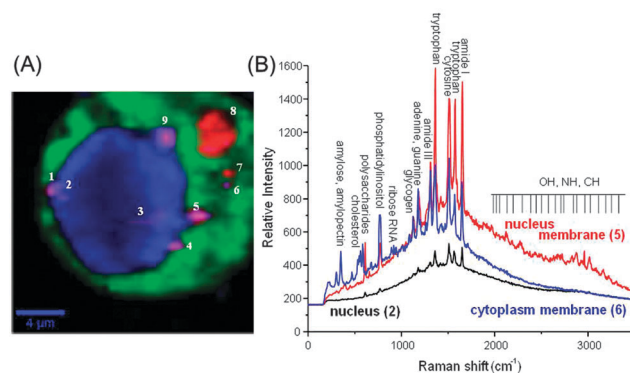 (A)
8
9
7
6
1
2
3
5
4
4 μm
(B)
Relative Intensity
1600
1400
1200
1000
800
600
400
200
0
amylose, amylopectin
cholesterol
polysaccharides
phosphatidylinositol
ribose RNA
glycogen
adenine, guanine
amide III
tryptophan
cytosine
tryptophan
amide I
OH, NH, CH
nucleus
membrane (5)
nucleus (2)
cytoplasm membrane (6)
0
1000
2000
3000
Raman shift (cm-1)